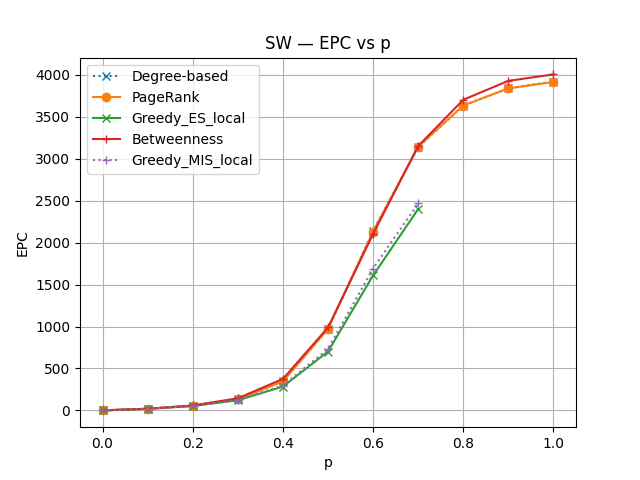 SW — EPC vs p
Degree-based
PageRank
Greedy_ES_local
Betweenness
Greedy_MIS_local
4000
3500
3000
2500
2000
1500
1000
500
0
EPC
0.0 0.2 0.4 0.6 0.8 1.0
p